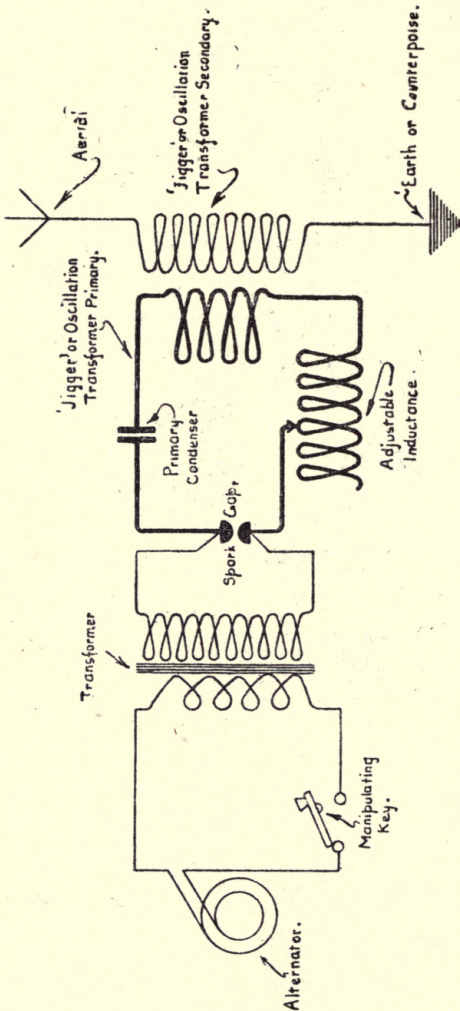 Alternator.
Manipulating
Key.
Transformer
Spark Gap.
Primary
Condenser
'Jigger' or Oscillation
Transformer Primary.
Adjustable
Inductance.
Aerial
'Jigger' or Oscillation
Transformer Secondary.
Earth or Counterpoise.